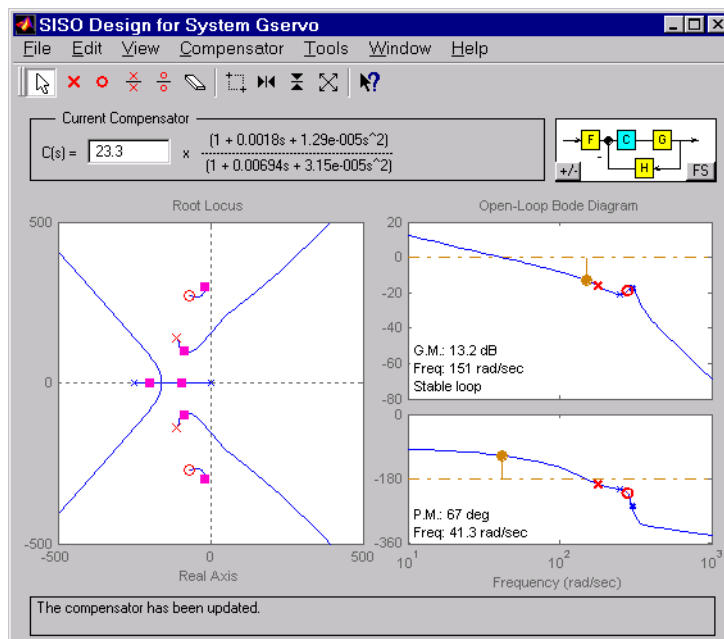 SISO Design for System Gservo
File Edit View Compensator Tools Window Help
Current Compensator
C(s) = 23.3 x (1 + 0.0018s + 1.29e-005s^2)
(1 + 0.00694s + 3.15e-005s^2)
F C G
H
+/- FS
Root Locus
500
0
-500
-500 0 500
Real Axis
Open-Loop Bode Diagram
20
0
-20
-40
-60
-80
G.M.: 13.2 dB
Freq: 151 rad/sec
Stable loop
0
-180
-360
P.M.: 67 deg
Freq: 41.3 rad/sec
10^1 10^2 10^3
Frequency (rad/sec)
The compensator has been updated.